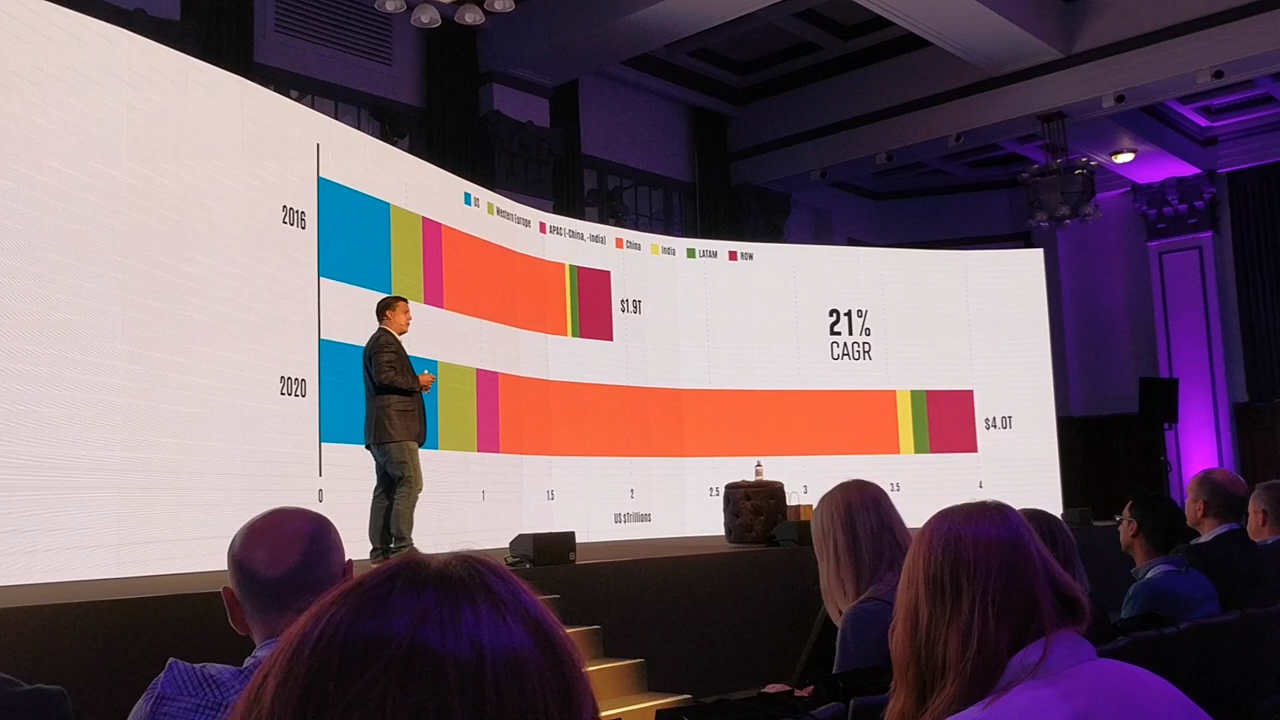 US
Western Europe
APAC (-China, -India)
China
India
LATAM
ROW
2016
$1.9T
21%
CAGR
2020
$4.0T
0
1
1.5
2
2.5
3
3.5
4
US $Trillions